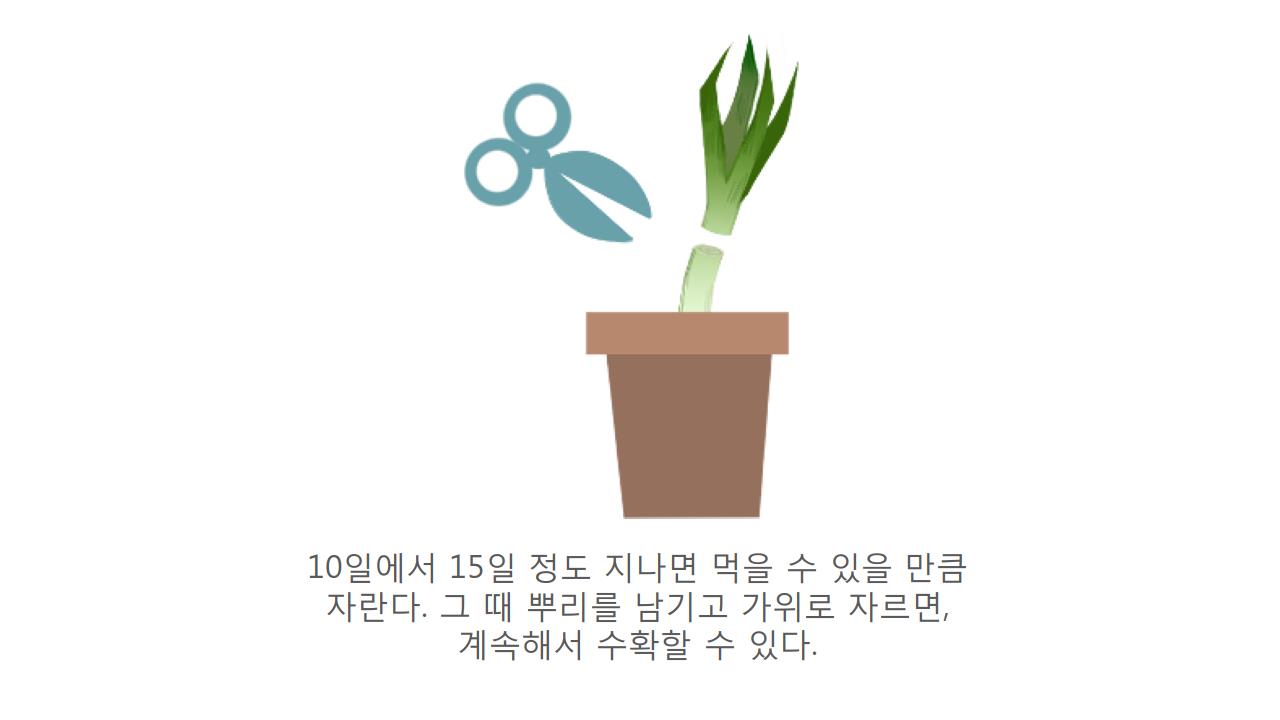 10일에서 15일 정도 지나면 먹을 수 있을 만큼
자란다. 그 때 뿌리를 남기고 가위로 자르면,
계속해서 수확할 수 있다.